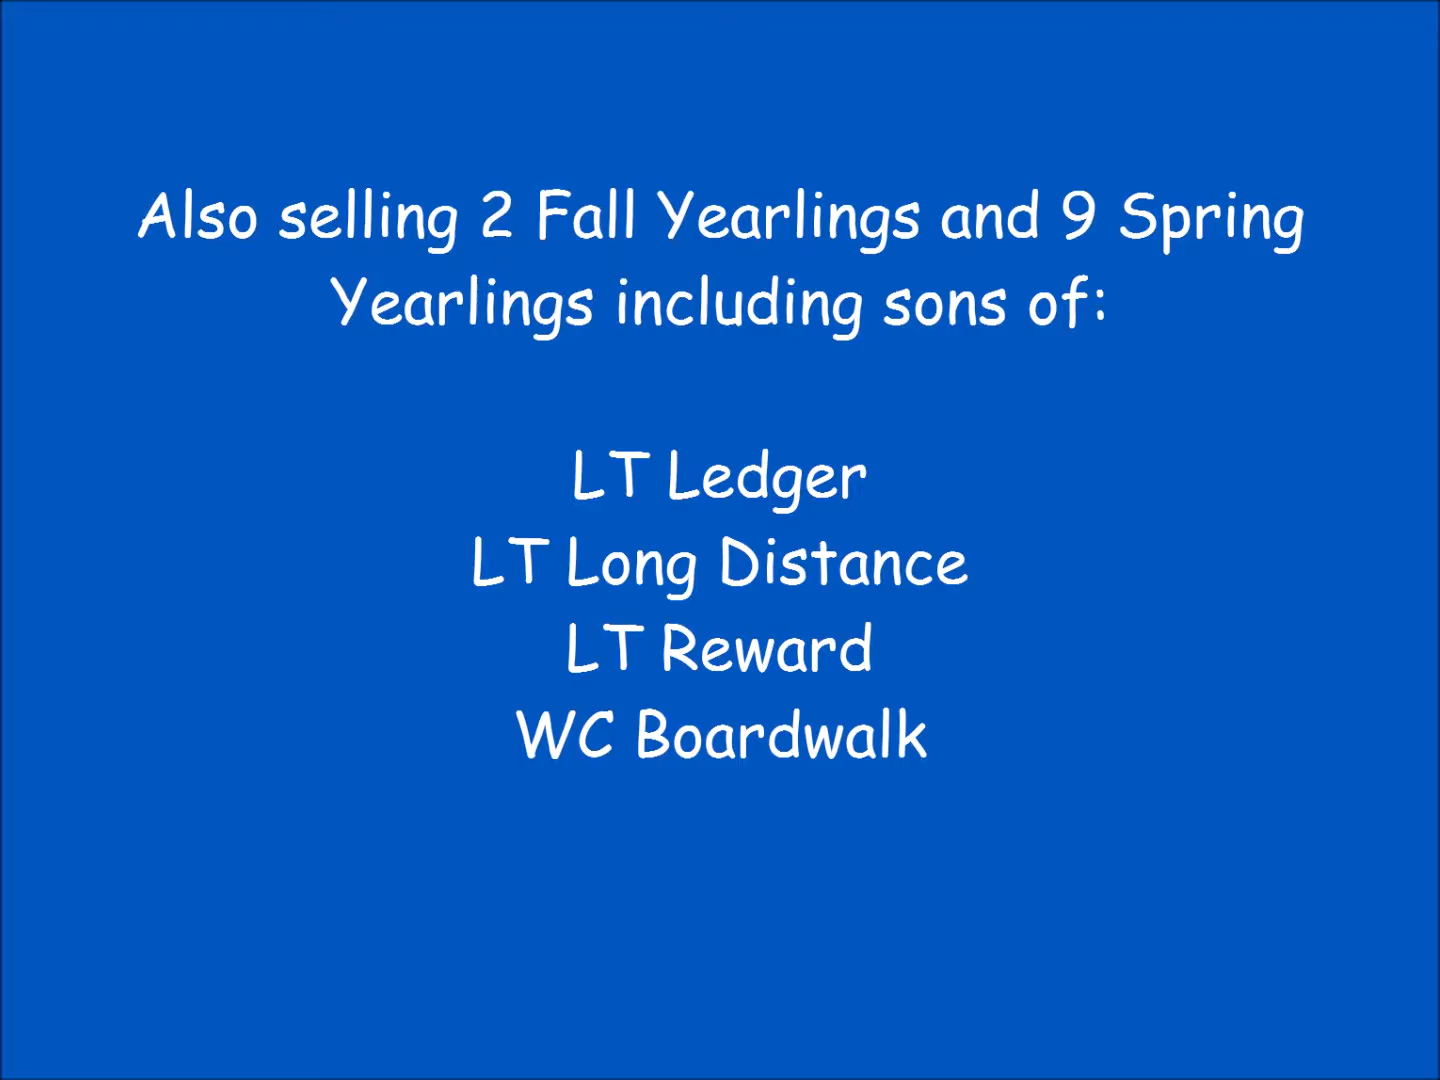 Also selling 2 Fall Yearlings and 9 Spring
Yearlings including sons of:
LT Ledger
LT Long Distance
LT Reward
WC Boardwalk